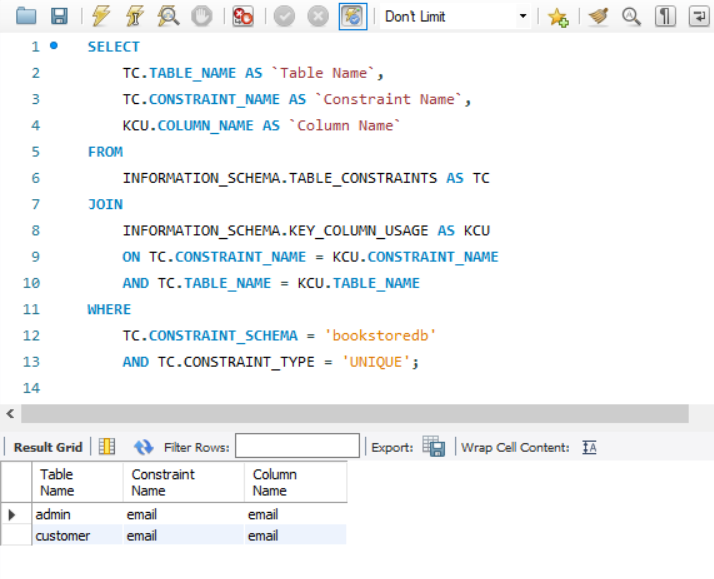 Don't Limit
1 SELECT
2 TC.TABLE_NAME AS `Table Name`,
3 TC.CONSTRAINT_NAME AS `Constraint Name`,
4 KCU.COLUMN_NAME AS `Column Name`
5 FROM
6 INFORMATION_SCHEMA.TABLE_CONSTRAINTS AS TC
7 JOIN
8 INFORMATION_SCHEMA.KEY_COLUMN_USAGE AS KCU
9 ON TC.CONSTRAINT_NAME = KCU.CONSTRAINT_NAME
10 AND TC.TABLE_NAME = KCU.TABLE_NAME
11 WHERE
12 TC.CONSTRAINT_SCHEMA = 'bookstoredb'
13 AND TC.CONSTRAINT_TYPE = 'UNIQUE';
14
Result Grid Filter Rows: Export: Wrap Cell Content:
Table Constraint Column
Name Name Name
admin email email
customer email email